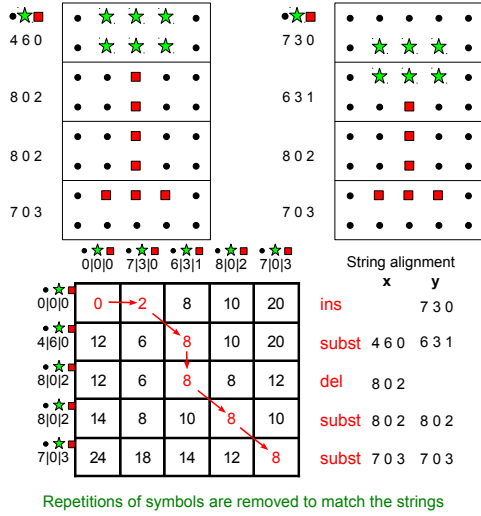 4 6 0
7 3 0
8 0 2
6 3 1
8 0 2
8 0 2
7 0 3
7 0 3
0|0|0 7|3|0 6|3|1 8|0|2 7|0|3
String alignment
x y
0|0|0 0 2 8 10 20 ins 7 3 0
4|6|0 12 6 8 10 20 subst 4 6 0 6 3 1
8|0|2 12 6 8 8 12 del 8 0 2
8|0|2 14 8 10 8 10 subst 8 0 2 8 0 2
7|0|3 24 18 14 12 8 subst 7 0 3 7 0 3
Repetitions of symbols are removed to match the strings